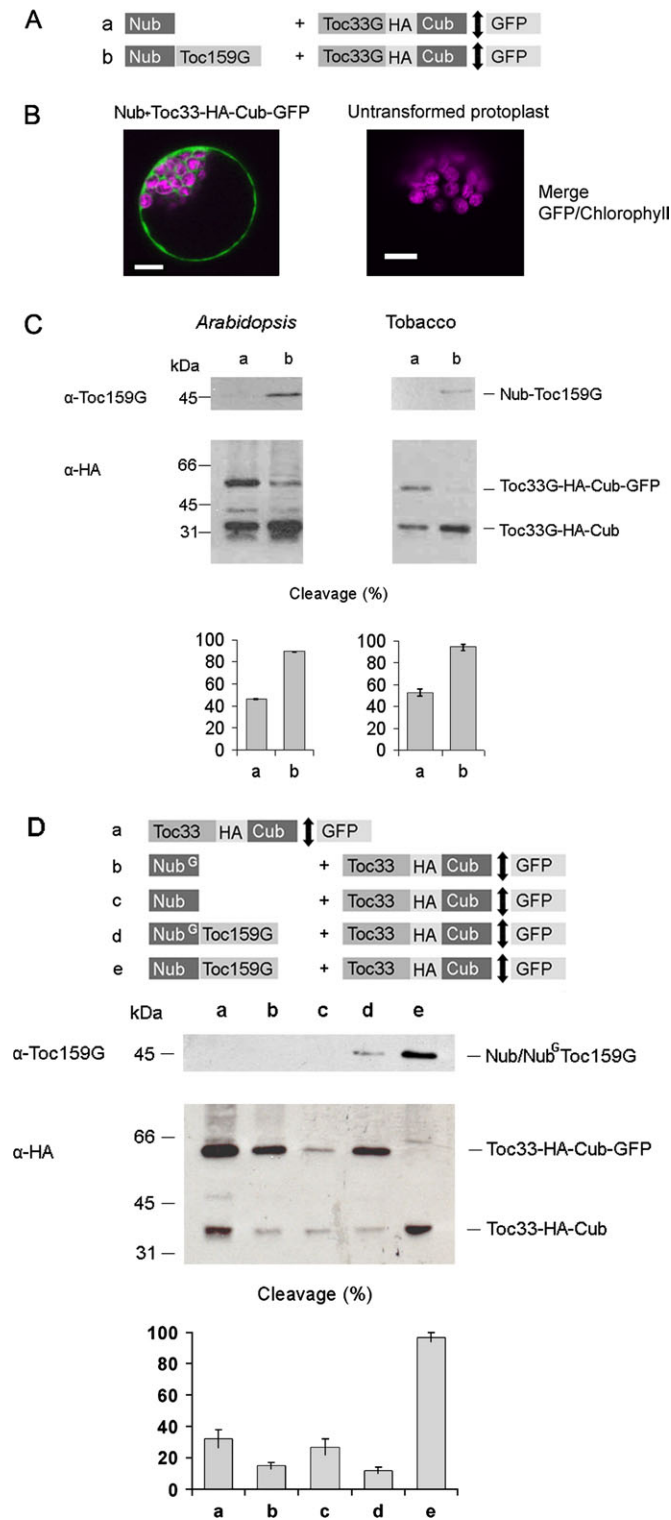 A
a Nub + Toc33G HA Cub GFP
b Nub Toc159G + Toc33G HA Cub GFP
B
Nub+Toc33-HA-Cub-GFP Untransformed protoplast
Merge
GFP/Chlorophyll
C
Arabidopsis Tobacco
kDa a b a b
α-Toc159G 45 Nub-Toc159G
α-HA
66
45
31
Toc33G-HA-Cub-GFP
Toc33G-HA-Cub
Cleavage (%)
100 100
80 80
60 60
40 40
20 20
0 0
a b a b
D
a Toc33 HA Cub GFP
b Nub G + Toc33 HA Cub GFP
c Nub + Toc33 HA Cub GFP
d Nub G Toc159G + Toc33 HA Cub GFP
e Nub Toc159G + Toc33 HA Cub GFP
kDa a b c d e
α-Toc159G 45 Nub/Nub G Toc159G
α-HA
66
Toc33-HA-Cub-GFP
45
Toc33-HA-Cub
31
Cleavage (%)
100
80
60
40
20
0
a b c d e